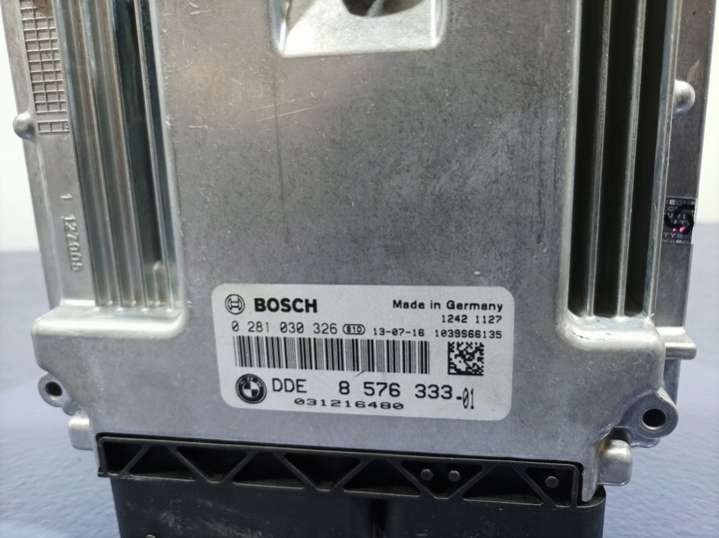 BOSCH Made in Germany
1242 1127
0 281 030 326 E1D 13-07-16 1039S66135
DDE 8 576 333-01
031216480